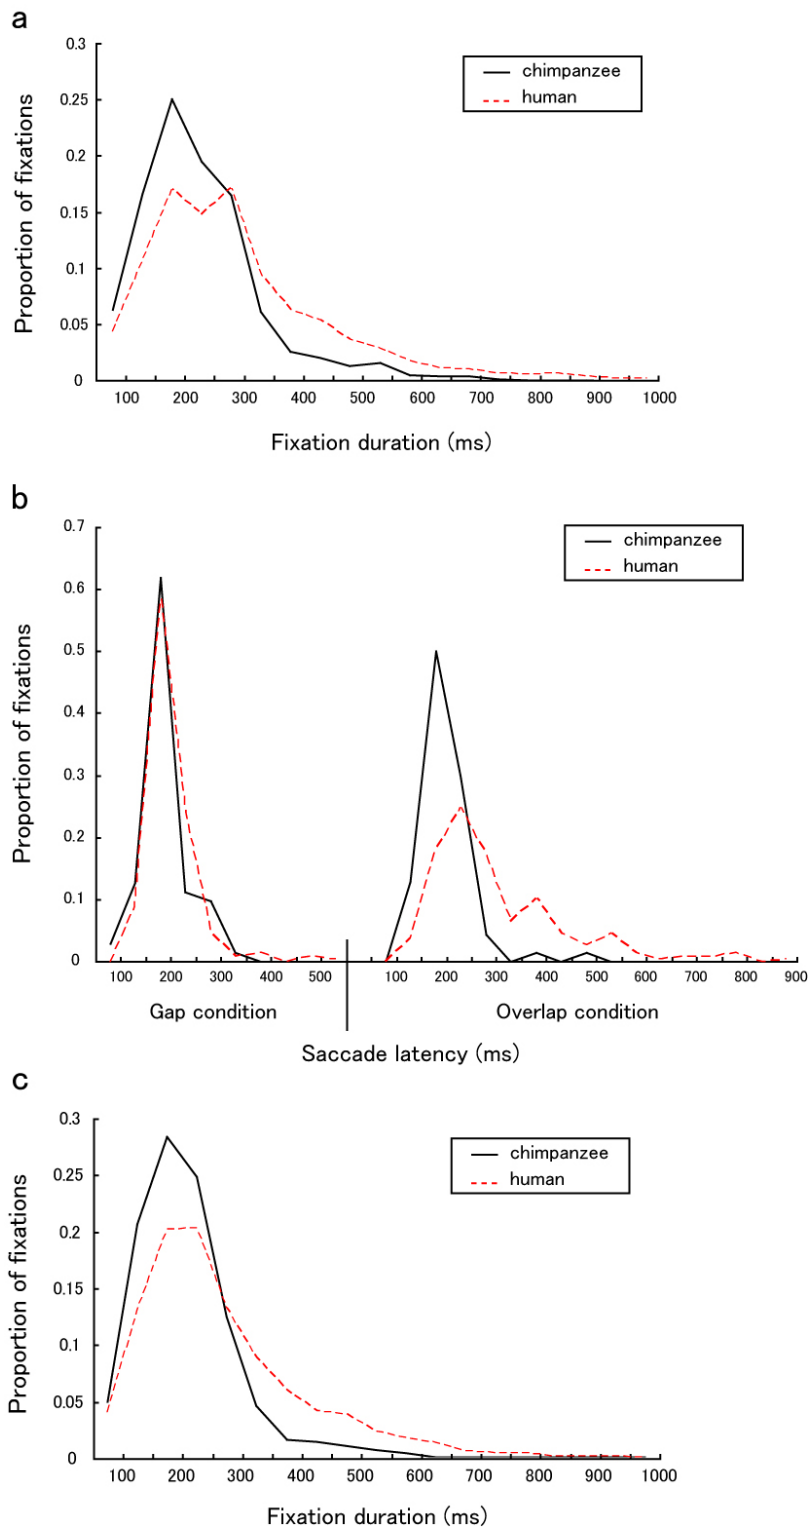 a
0.3
0.25
0.2
0.15
0.1
0.05
0
Proportion of fixations
chimpanzee
human
100 200 300 400 500 600 700 800 900 1000
Fixation duration (ms)
b
0.7
0.6
0.5
0.4
0.3
0.2
0.1
0
Proportion of fixations
chimpanzee
human
100 200 300 400 500 100 200 300 400 500 600 700 800 900
Gap condition Overlap condition
Saccade latency (ms)
c
0.3
0.25
0.2
0.15
0.1
0.05
0
Proportion of fixations
chimpanzee
human
100 200 300 400 500 600 700 800 900 1000
Fixation duration (ms)